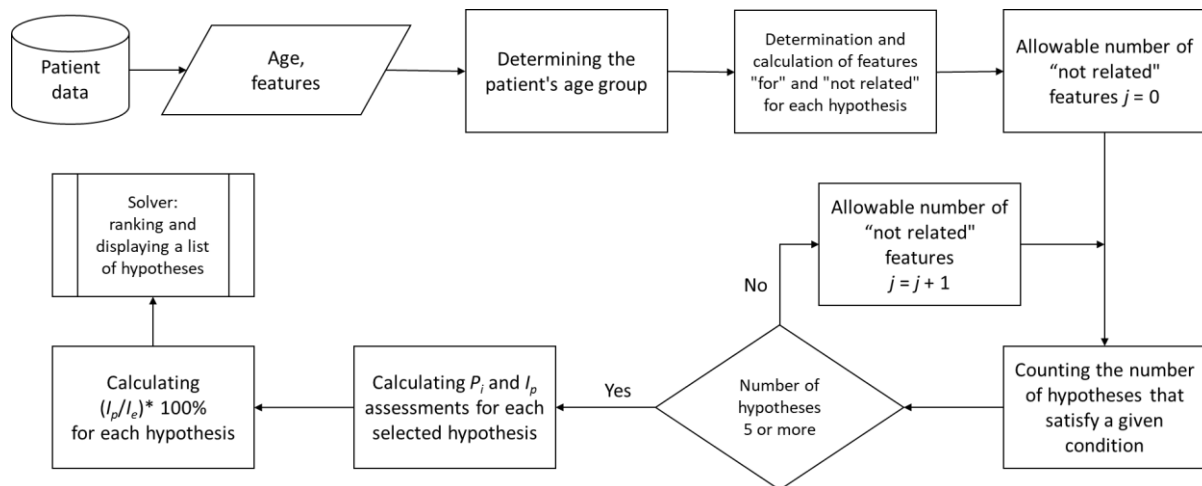 Patient
data
Age,
features
Determining the
patient's age group
Determination and
calculation of features
"for" and "not related"
for each hypothesis
Allowable number of
“not related"
features j = 0
Solver:
ranking and
displaying a list
of hypotheses
Allowable number of
“not related"
features
j = j + 1
No
Calculating
(Ip/Ie)* 100%
for each hypothesis
Calculating Pi and Ip
assessments for each
selected hypothesis
Yes
Number of
hypotheses
5 or more
Counting the number
of hypotheses that
satisfy a given
condition